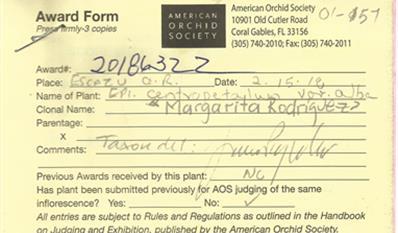 Award Form
Press firmly-3 copies
AMERICAN
ORCHID
SOCIETY
American Orchid Society
10901 Old Cutler Road
Coral Gables, FL 33156
(305) 740-2010; Fax: (305) 740-2011
01-157
Award# 20186322
Place: Escazu O.R. Date: 2.15.18
Name of Plant: Epi. centropetalum var. alba
Clonal Name: "Margarita Rodriguez"
Parentage:
x
Comments: Taxon del:
Previous Awards received by this plant: No
Has plant been submitted previously for AOS judging of the same
inflorescence? Yes: No:
All entries are subject to Rules and Regulations as outlined in the Handbook
on Judging and Exhibition, published by the American Orchid Society.